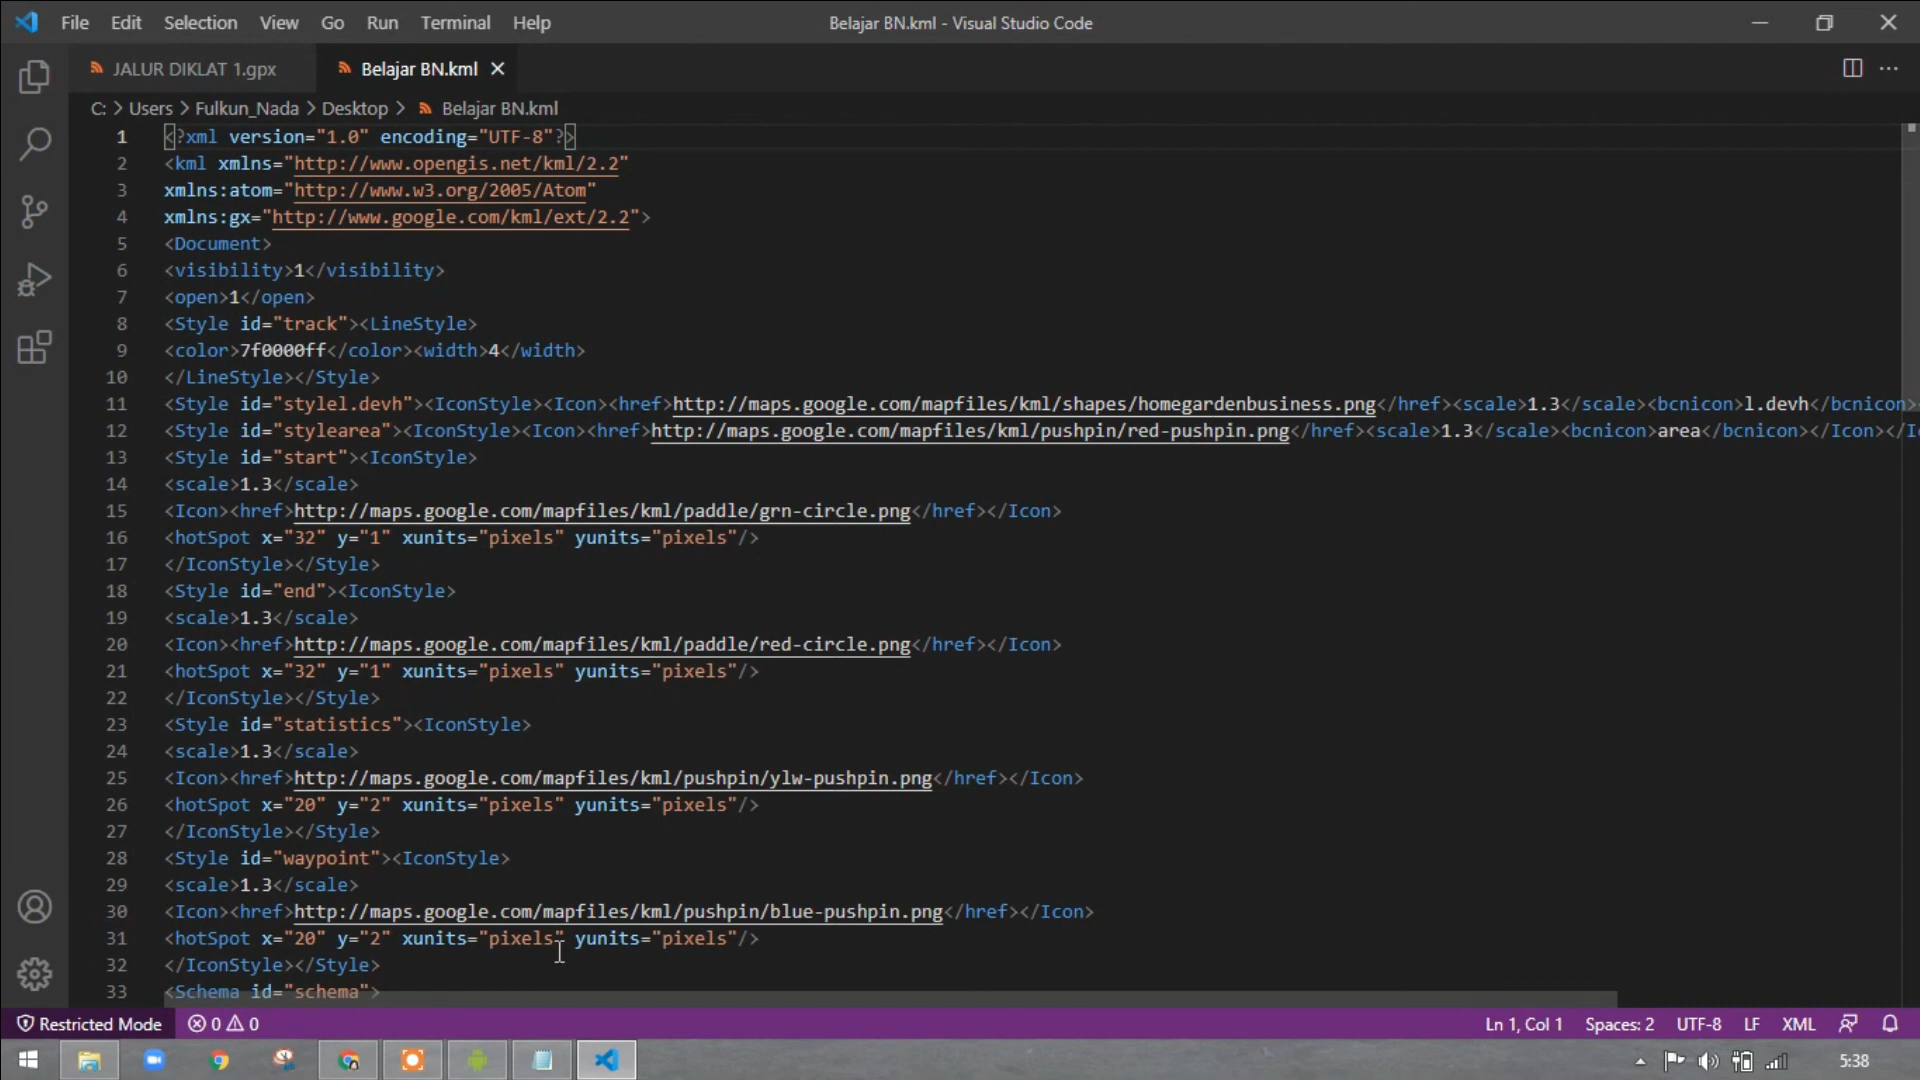 File Edit Selection View Go Run Terminal Help
Belajar BN.kml - Visual Studio Code
JALUR DIKLAT 1.gpx
Belajar BN.kml
C: > Users > Fulkun_Nada > Desktop > Belajar BN.kml
1 <?xml version="1.0" encoding="UTF-8"?>
2 <kml xmlns="http://www.opengis.net/kml/2.2"
3 xmlns:atom="http://www.w3.org/2005/Atom"
4 xmlns:gx="http://www.google.com/kml/ext/2.2">
5 <Document>
6 <visibility>1</visibility>
7 <open>1</open>
8 <Style id="track"><LineStyle>
9 <color>7f0000ff</color><width>4</width>
10 </LineStyle></Style>
11 <Style id="stylel.devh"><IconStyle><Icon><href>http://maps.google.com/mapfiles/kml/shapes/homegardenbusiness.png</href><scale>1.3</scale><bcnicon>l.devh</bcnicon>
12 <Style id="stylearea"><IconStyle><Icon><href>http://maps.google.com/mapfiles/kml/pushpin/red-pushpin.png</href><scale>1.3</scale><bcnicon>area</bcnicon></Icon></I
13 <Style id="start"><IconStyle>
14 <scale>1.3</scale>
15 <Icon><href>http://maps.google.com/mapfiles/kml/paddle/grn-circle.png</href></Icon>
16 <hotSpot x="32" y="1" xunits="pixels" yunits="pixels"/>
17 </IconStyle></Style>
18 <Style id="end"><IconStyle>
19 <scale>1.3</scale>
20 <Icon><href>http://maps.google.com/mapfiles/kml/paddle/red-circle.png</href></Icon>
21 <hotSpot x="32" y="1" xunits="pixels" yunits="pixels"/>
22 </IconStyle></Style>
23 <Style id="statistics"><IconStyle>
24 <scale>1.3</scale>
25 <Icon><href>http://maps.google.com/mapfiles/kml/pushpin/ylw-pushpin.png</href></Icon>
26 <hotSpot x="20" y="2" xunits="pixels" yunits="pixels"/>
27 </IconStyle></Style>
28 <Style id="waypoint"><IconStyle>
29 <scale>1.3</scale>
30 <Icon><href>http://maps.google.com/mapfiles/kml/pushpin/blue-pushpin.png</href></Icon>
31 <hotSpot x="20" y="2" xunits="pixels" yunits="pixels"/>
32 </IconStyle></Style>
33 <Schema id="schema">
Restricted Mode 0 0
Ln 1, Col 1 Spaces: 2 UTF-8 LF XML
5:38